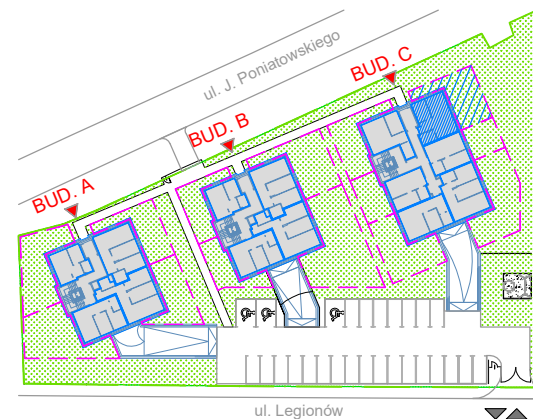 ul. J. Poniatowskiego
BUD. C
BUD. B
BUD. A
ul. Legionów